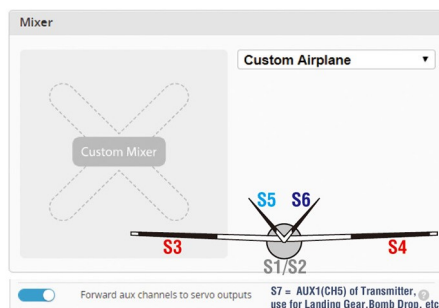 Mixer
Custom Airplane
Custom Mixer
S5 S6
S3 S4
S1/S2
Forward aux channels to servo outputs
S7 = AUX1(CH5) of Transmitter,
use for Landing Gear,Bomb Drop, etc